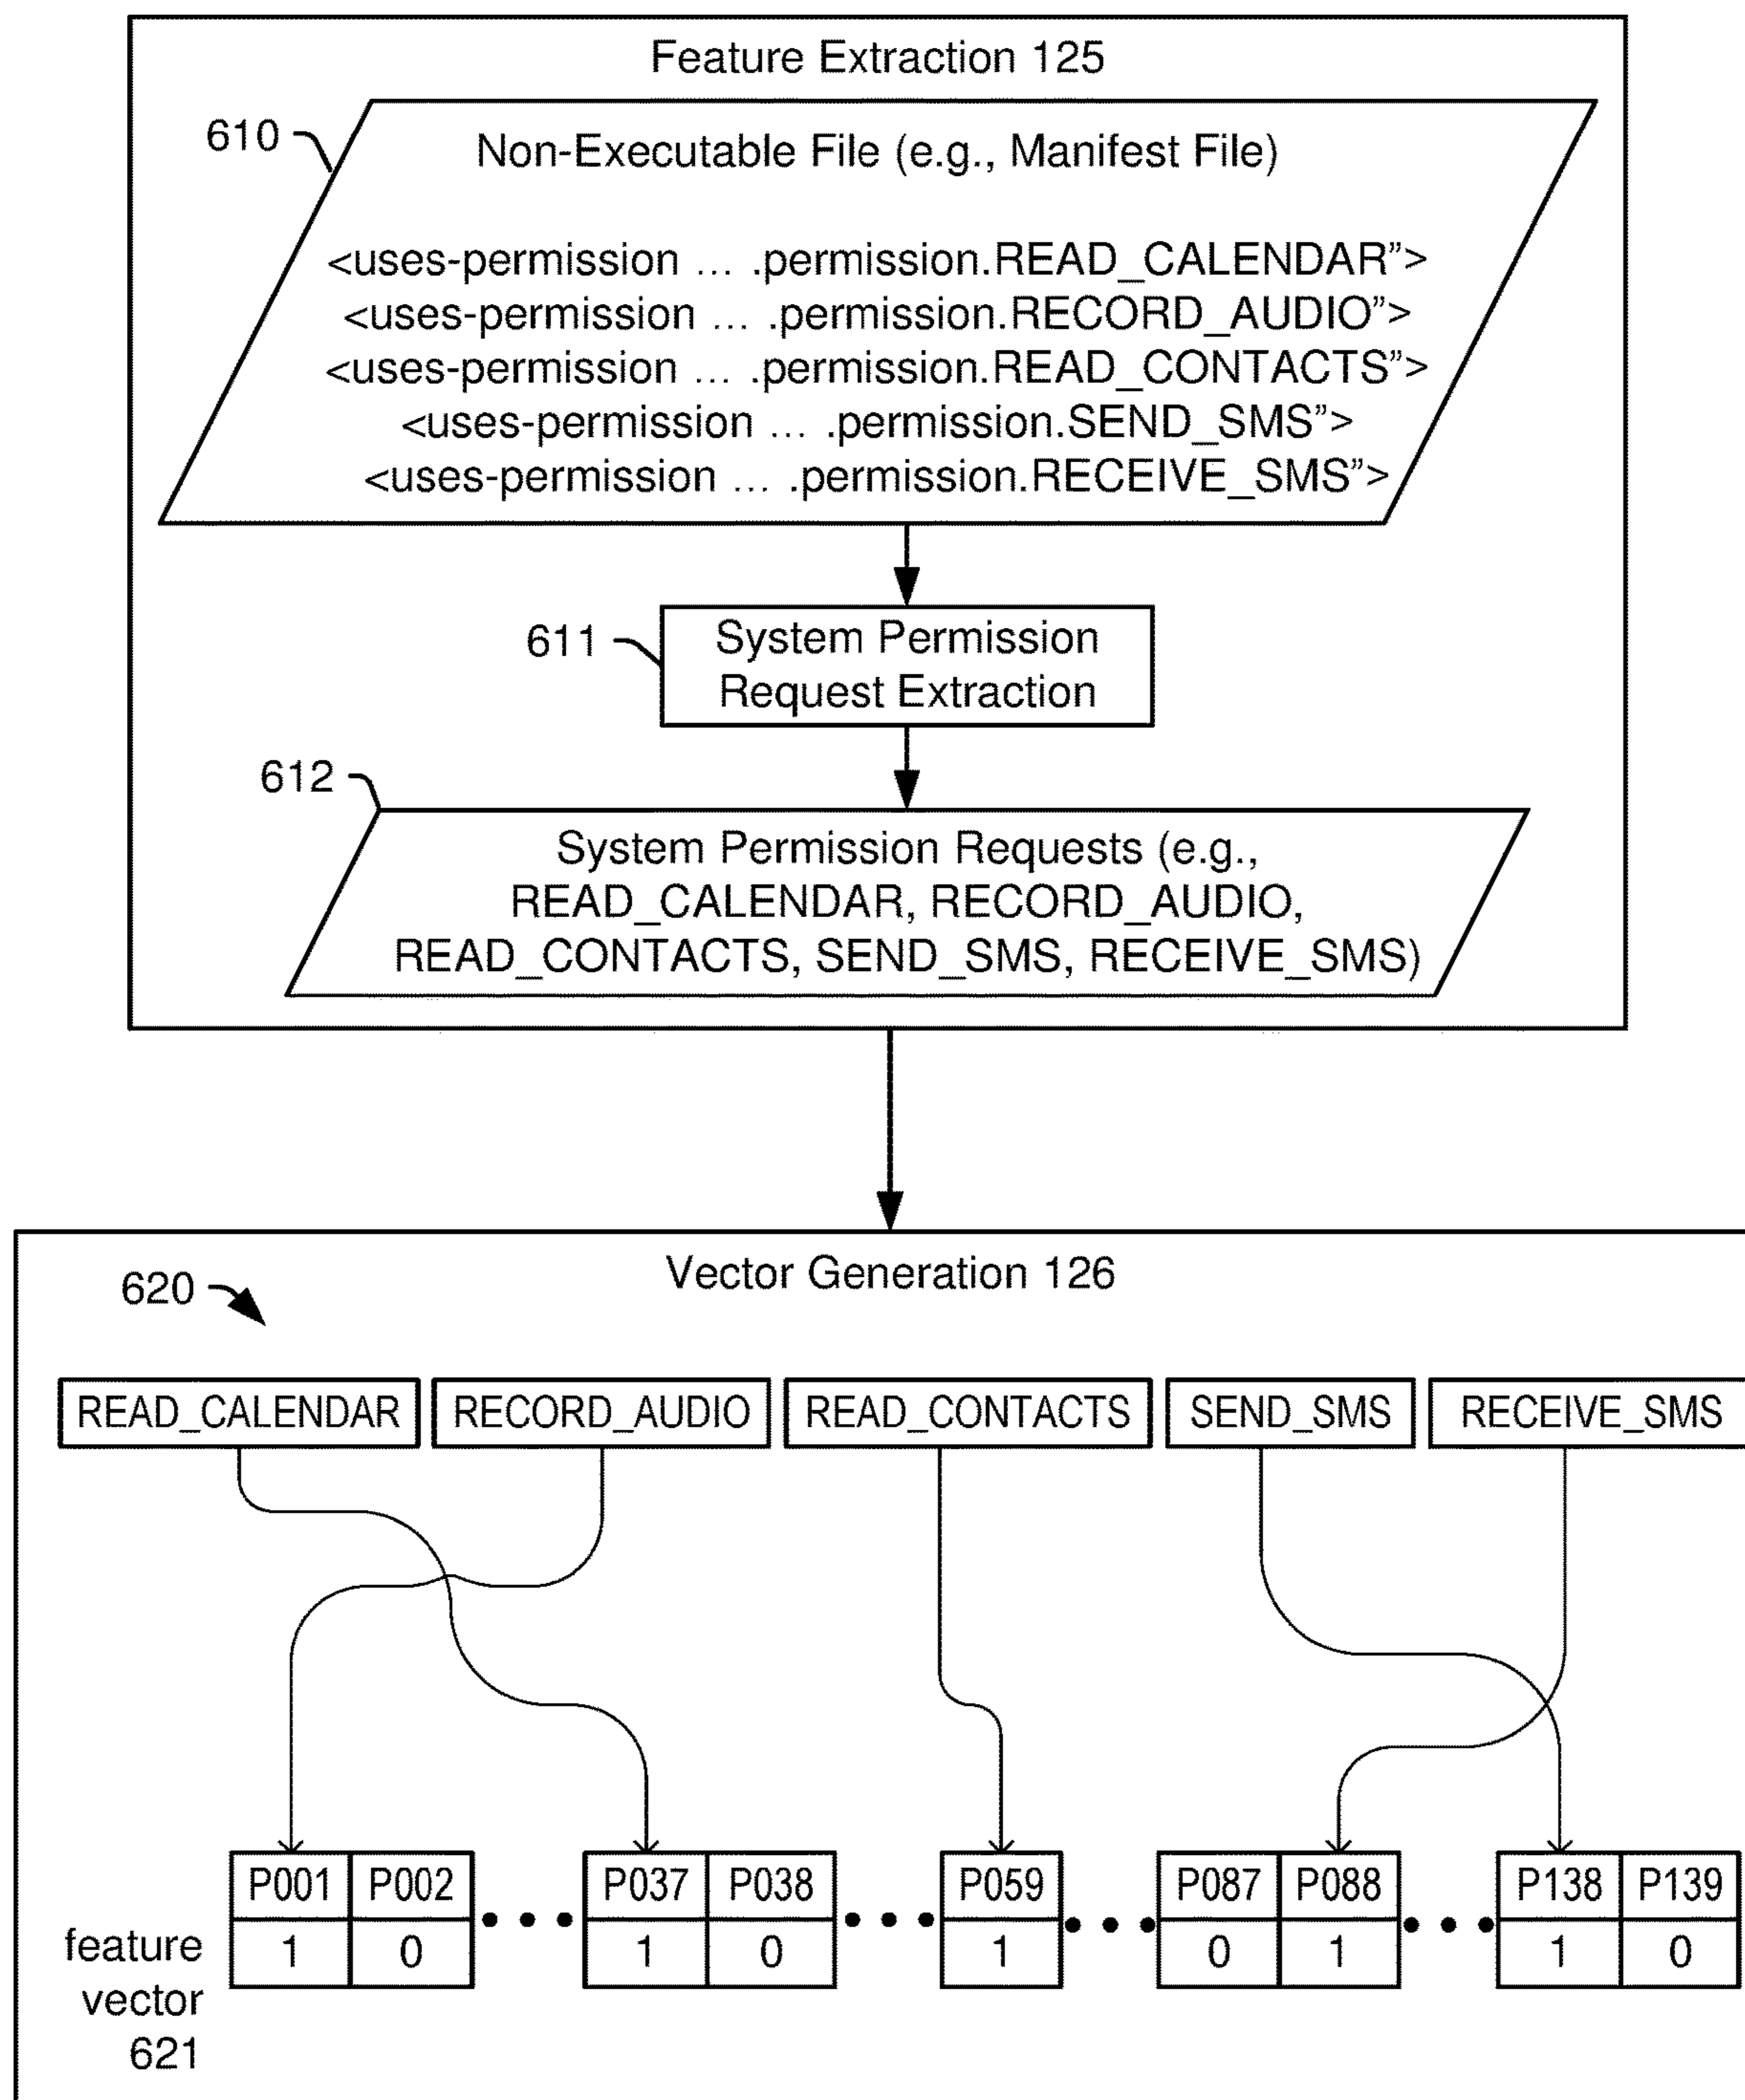 Feature Extraction 125
610
Non-Executable File (e.g., Manifest File)
<uses-permission ... .permission.READ_CALENDAR”>
<uses-permission ... .permission.RECORD_AUDIO”>
<uses-permission ... .permission.READ_CONTACTS”>
<uses-permission ... .permission.SEND_SMS”>
<uses-permission ... .permission.RECEIVE_SMS”>
611
System Permission
Request Extraction
612
System Permission Requests (e.g.,
READ_CALENDAR, RECORD_AUDIO,
READ_CONTACTS, SEND_SMS, RECEIVE_SMS)
Vector Generation 126
620
READ_CALENDAR RECORD_AUDIO READ_CONTACTS SEND_SMS RECEIVE_SMS
P001 P002 P037 P038 P059 P087 P088 P138 P139
1 0 1 0 1 0 1 1 0
feature
vector
621